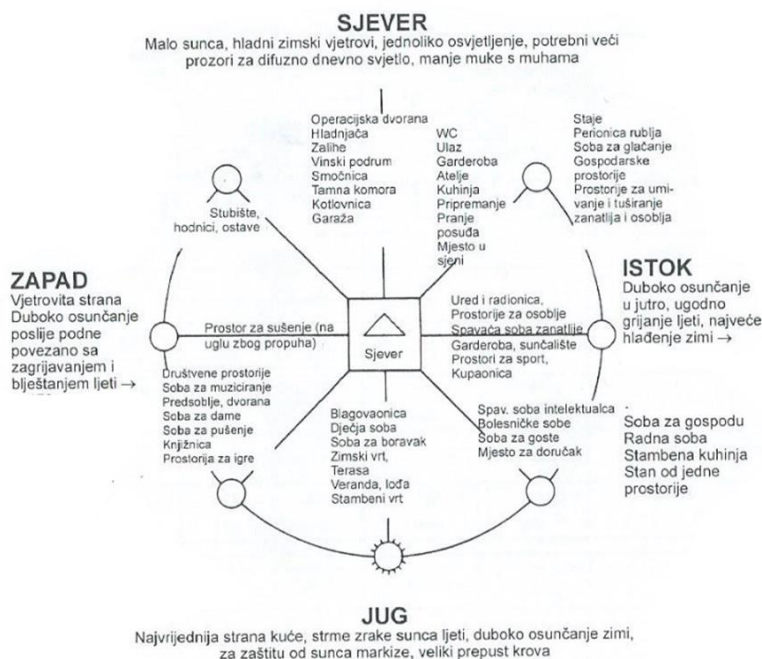 SJEVER
Malo sunca, hladni zimski vjetrovi, jednoliko osvjetljenje, potrebni veći
prozori za difuzno dnevno svjetlo, manje muke s muhama
Operacijska dvorana
Hladnjača
Zalihe
Vinski podrum
Smočnica
Tamna komora
Kotlovnica
Garaža
WC
Ulaz
Garderoba
Atelje
Kuhinja
Pripremanje
Pranje
posuđa
Mjesto u
sjeni
Staje
Perionica rublja
Soba za glačanje
Gospodarske
prostorije
Prostorije za umi-
vanje i tuširanje
zanatlija i osoblja
Stubište,
hodnici, ostave
ZAPAD
Vjetrovita strana
Duboko osunčanje
poslije podne
povezano sa
zagrijavanjem i
blještanjem ljeti →
Prostor za sušenje (na
uglu zbog propuha)
Sjever
Ured i radionica,
Prostorije za osoblje
Spavaća soba zanatlije
Garderoba, sunčalište
Prostori za sport,
Kupaonica
ISTOK
Duboko osunčanje
u jutro, ugodno
grijanje ljeti, najveće
hlađenje zimi →
Društvene prostorije
Soba za muziciranje
Predsoblje, dvorana
Soba za dame
Soba za pušenje
Knjižnica
Prostorija za igre
Blagovaonica
Dječja soba
Soba za boravak
Zimski vrt,
Terasa
Veranda, lođa
Stambeni vrt
Spav. soba intelektualca
Bolesničke sobe
Soba za goste
Mjesto za doručak
Soba za gospodu
Radna soba
Stambena kuhinja
Stan od jedne
prostorije
JUG
Najvrijednija strana kuće, strme zrake sunca ljeti, duboko osunčanje zimi,
za zaštitu od sunca markize, veliki prepust krova